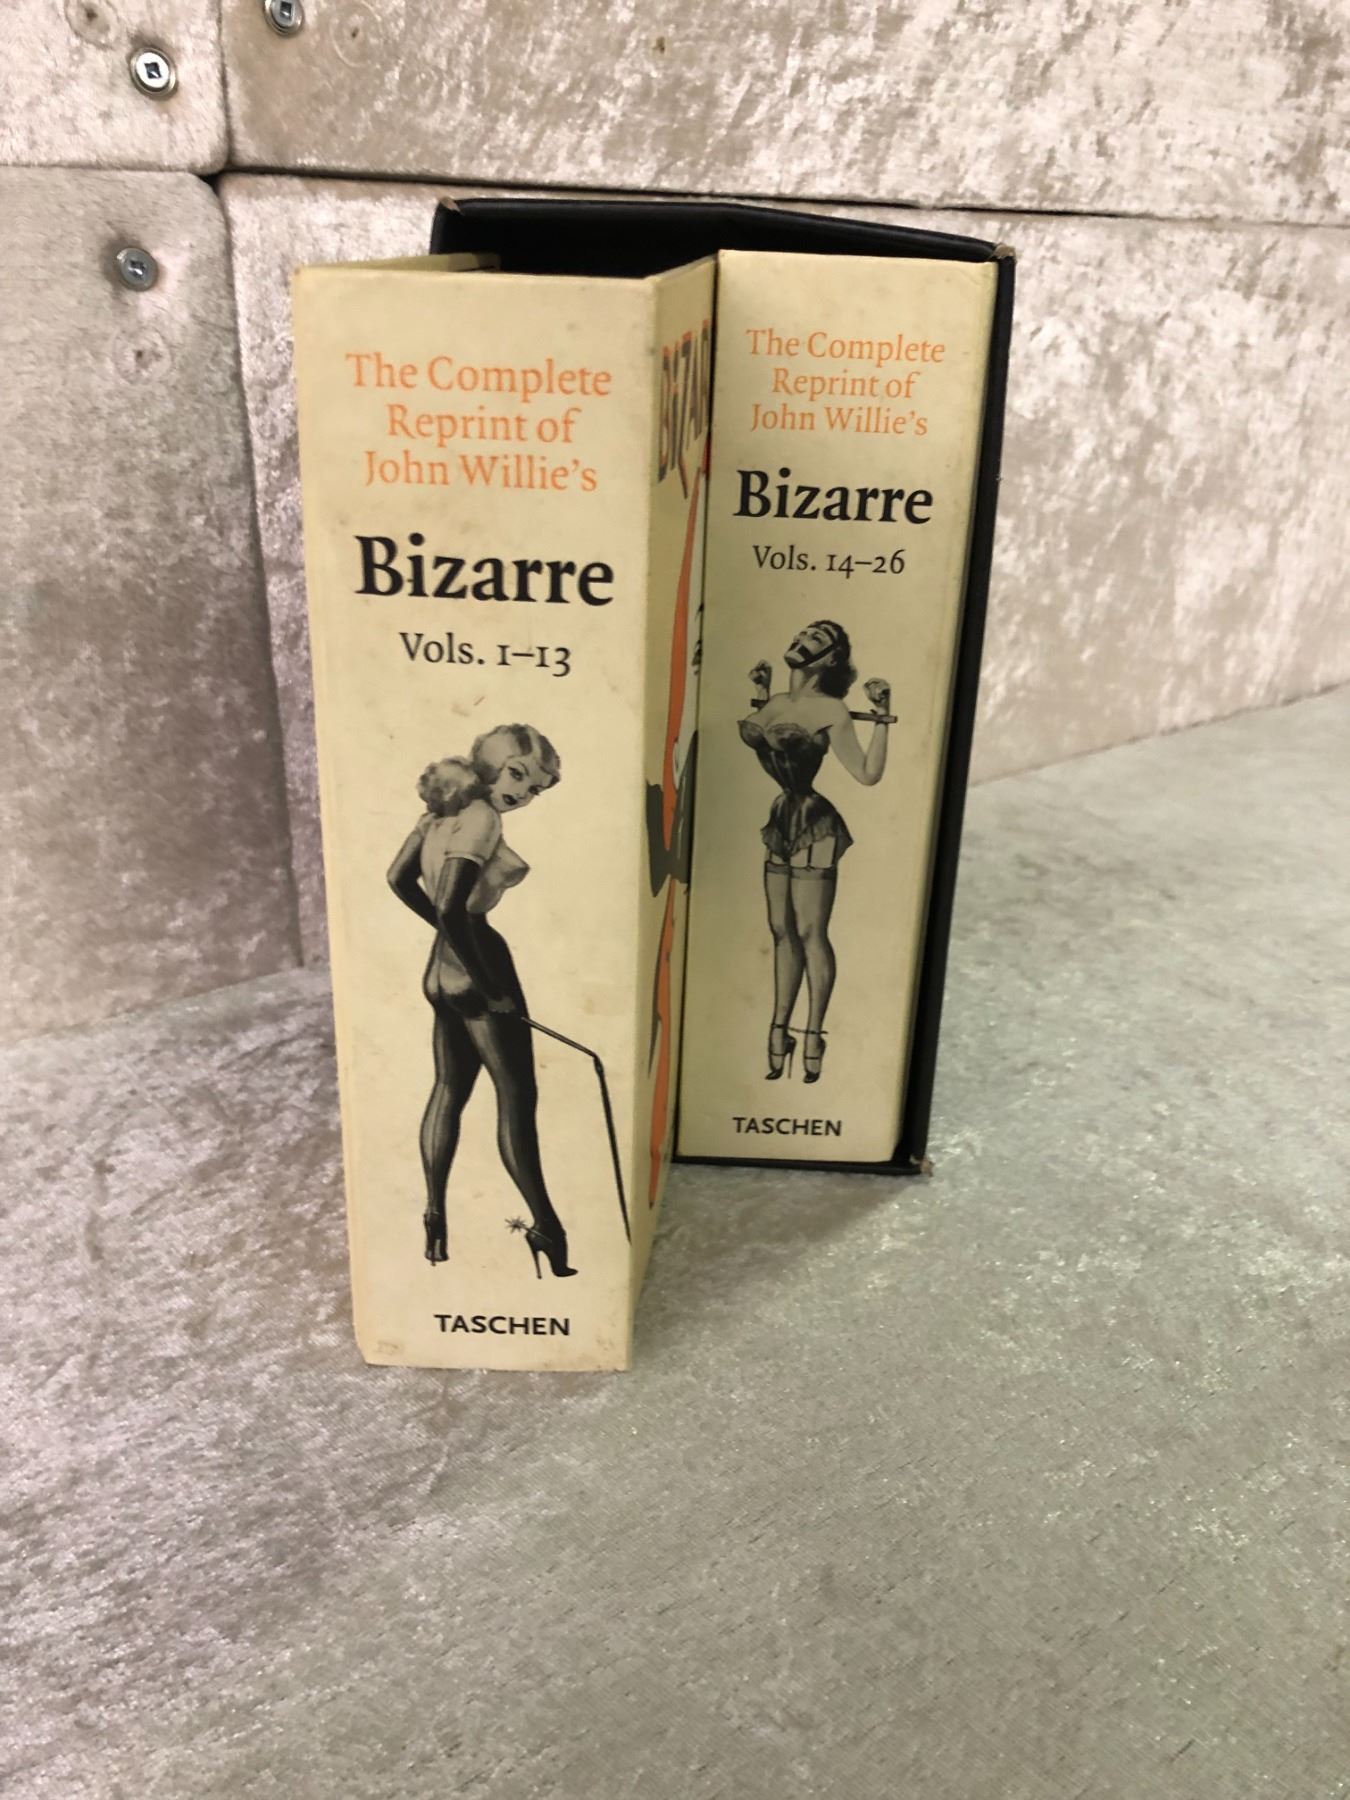 The Complete
Reprint of
John Willie's
Bizarre
Vols. 1–13
TASCHEN
The Complete
Reprint of
John Willie's
Bizarre
Vols. 14–26
TASCHEN